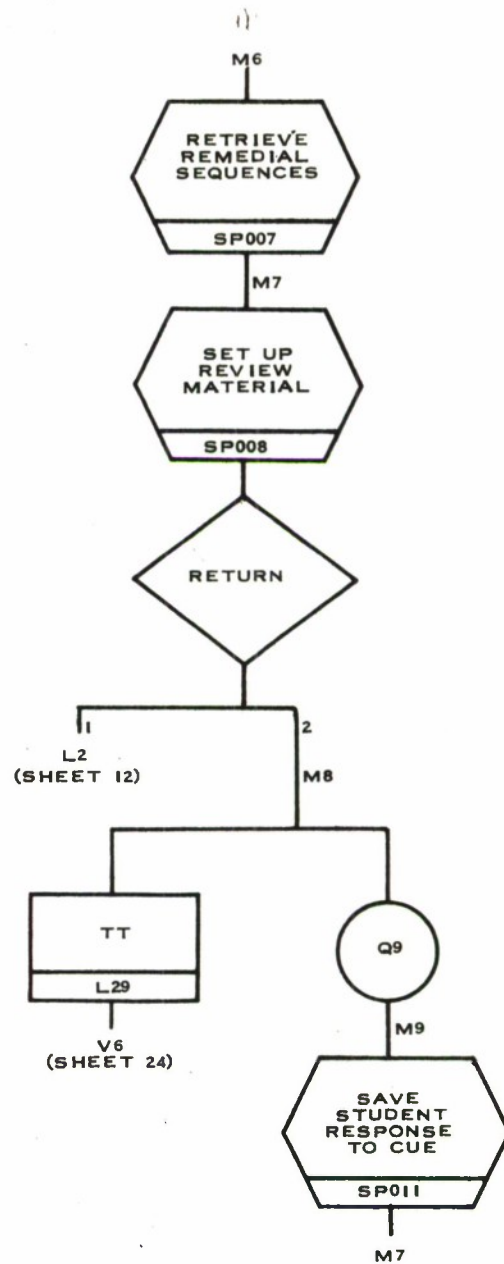 M6
RETRIEVE
REMEDIAL
SEQUENCES
SP007
M7
SET UP
REVIEW
MATERIAL
SP008
RETURN
1
2
L2
(SHEET 12)
M8
TT
L29
V6
(SHEET 24)
Q9
M9
SAVE
STUDENT
RESPONSE
TO CUE
SP011
M7